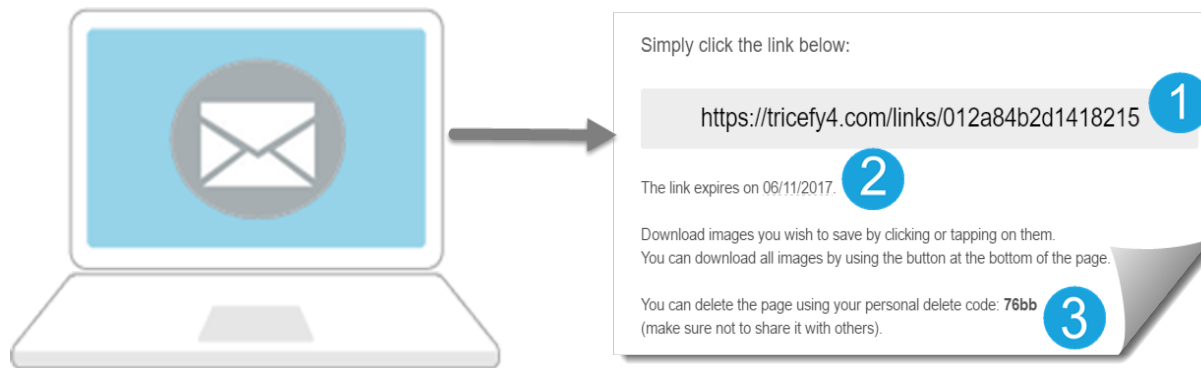 Simply click the link below:
https://tricefy4.com/links/012a84b2d1418215
1
The link expires on 06/11/2017.
2
Download images you wish to save by clicking or tapping on them.
You can download all images by using the button at the bottom of the page.
You can delete the page using your personal delete code: 76bb
(make sure not to share it with others).
3